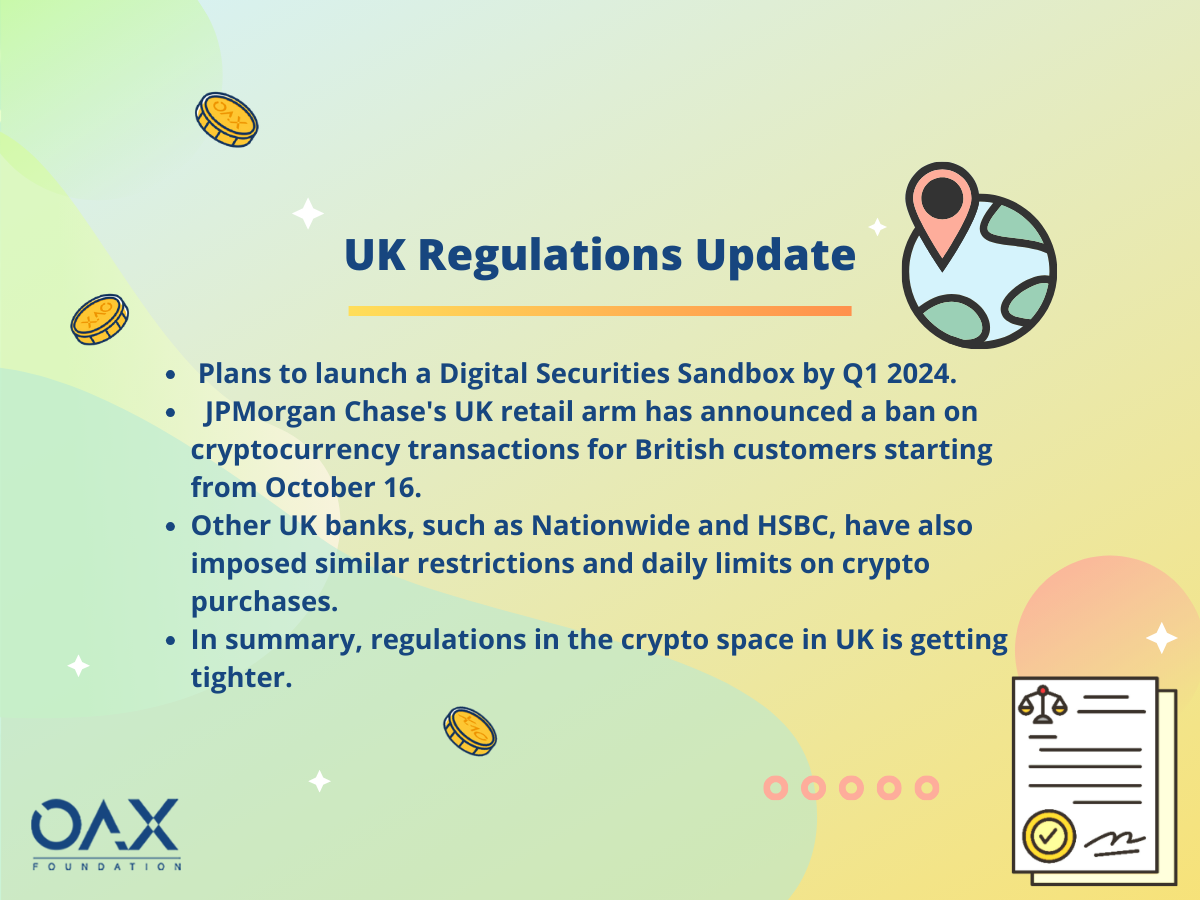 OAX
UK Regulations Update
OAX
• Plans to launch a Digital Securities Sandbox by Q1 2024.
• JPMorgan Chase's UK retail arm has announced a ban on
cryptocurrency transactions for British customers starting
from October 16.
• Other UK banks, such as Nationwide and HSBC, have also
imposed similar restrictions and daily limits on crypto
purchases.
• In summary, regulations in the crypto space in UK is getting
tighter.
OAX
OAX
FOUNDATION